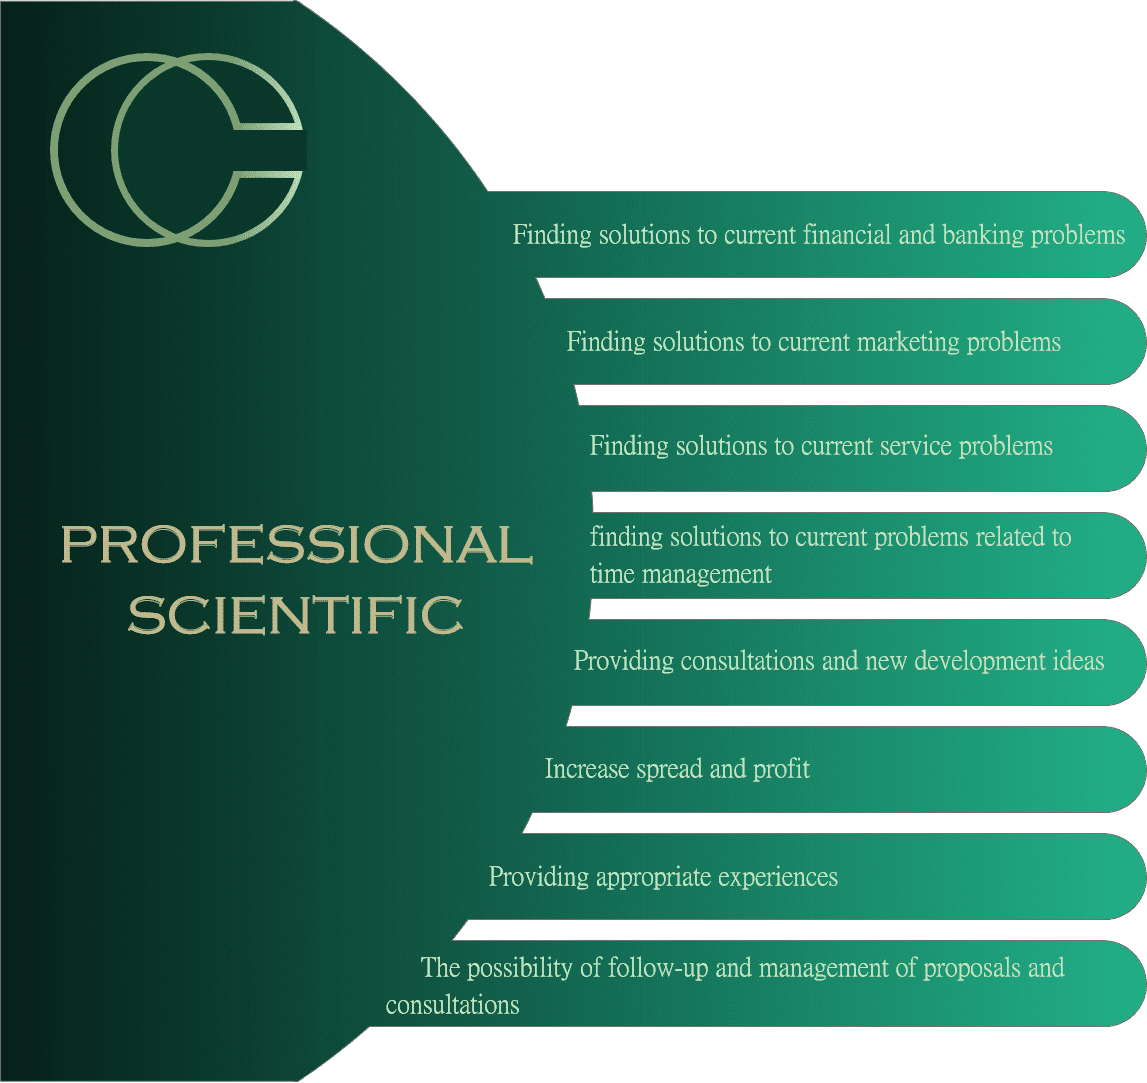 Finding solutions to current financial and banking problems
Finding solutions to current marketing problems
Finding solutions to current service problems
PROFESSIONAL
SCIENTIFIC
finding solutions to current problems related to
time management
Providing consultations and new development ideas
Increase spread and profit
Providing appropriate experiences
The possibility of follow-up and management of proposals and
consultations